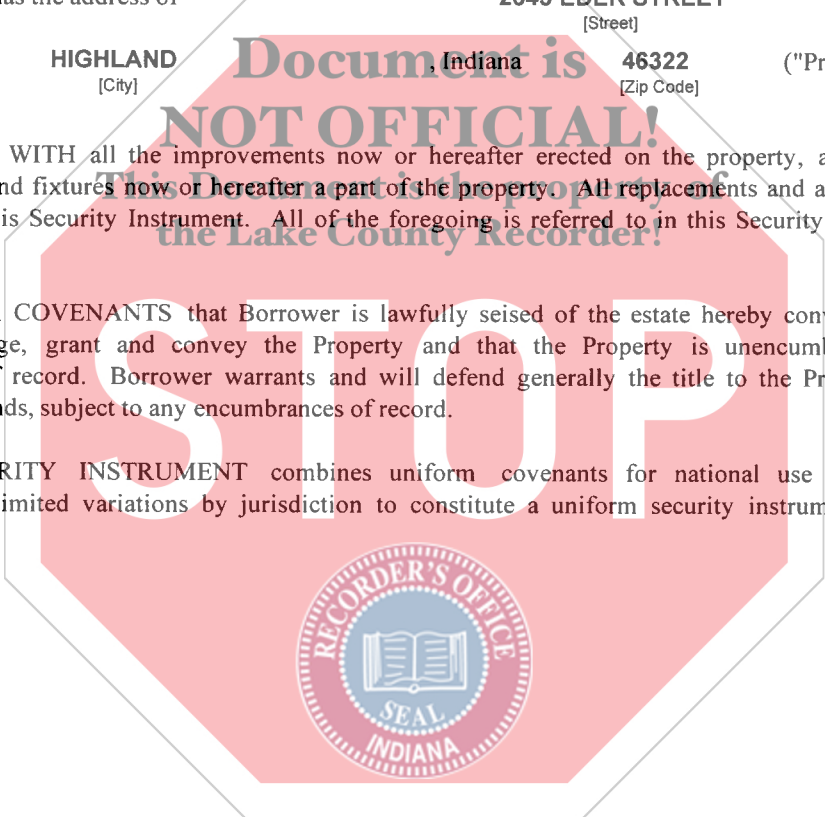 as the address of
[Street]
HIGHLAND , Indiana 46322 ("Pr
[City] [Zip Code]
Document is
NOT OFFICIAL!
WITH all the improvements now or hereafter erected on the property, a
nd fixtures now or hereafter a part of the property. All replacements and a
This Document is the property of
is Security Instrument. All of the foregoing is referred to in this Security
the Lake County Recorder!
COVENANTS that Borrower is lawfully seised of the estate hereby conv
ge, grant and convey the Property and that the Property is unencumb
record. Borrower warrants and will defend generally the title to the Pr
nds, subject to any encumbrances of record.
STOP
RITY INSTRUMENT combines uniform covenants for national use
imited variations by jurisdiction to constitute a uniform security instrum
RECORDER'S OFFICE
SEAL
INDIANA